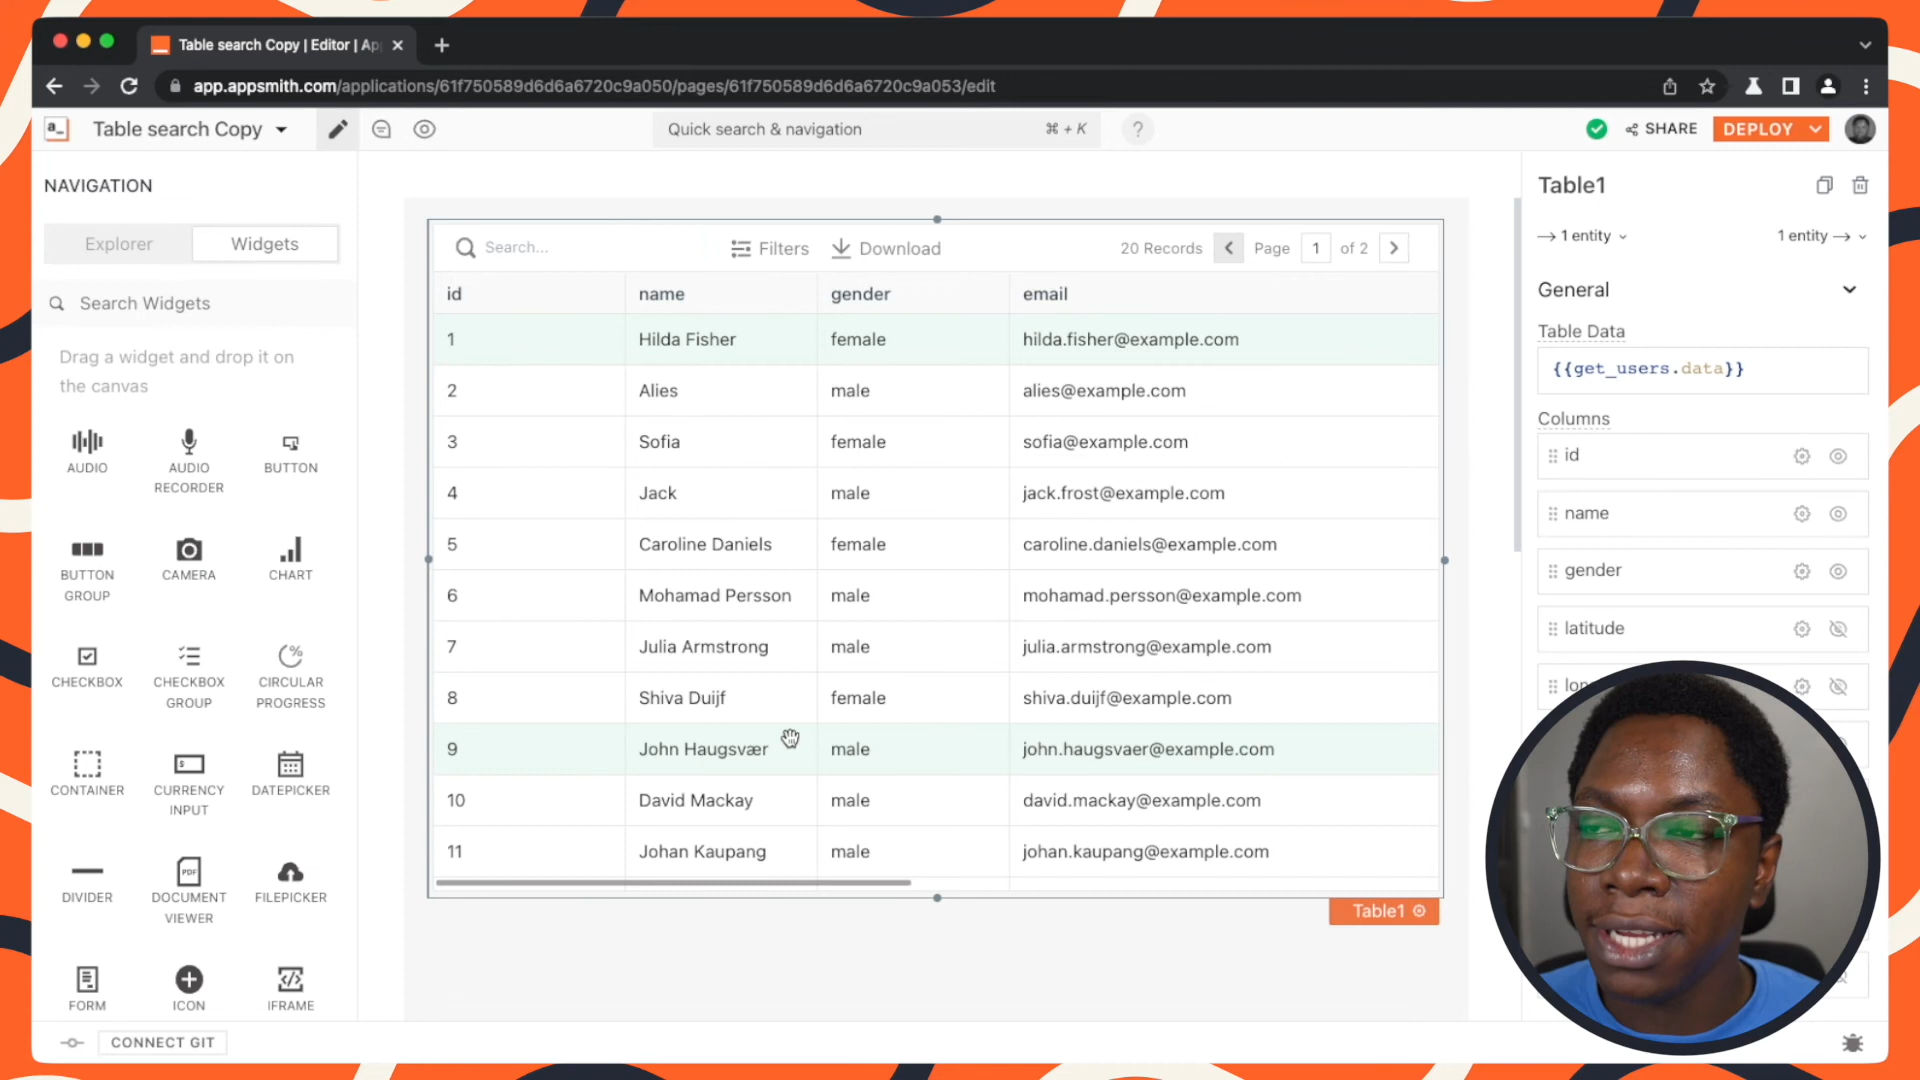 Table search Copy | Editor | Ap
app.appsmith.com/applications/61f750589d6d6a6720c9a050/pages/61f750589d6d6a6720c9a053/edit
a_
Table search Copy
Quick search & navigation
⌘ + K
?
SHARE
DEPLOY
NAVIGATION
Explorer
Widgets
Search Widgets
Drag a widget and drop it on
the canvas
AUDIO
AUDIO
RECORDER
BUTTON
BUTTON
GROUP
CAMERA
CHART
CHECKBOX
CHECKBOX
GROUP
CIRCULAR
PROGRESS
CONTAINER
CURRENCY
INPUT
DATEPICKER
DIVIDER
PDF
DOCUMENT
VIEWER
FILEPICKER
FORM
ICON
IFRAME
CONNECT GIT
Search...
Filters
Download
20 Records
Page
1
of 2
id name gender email
1 Hilda Fisher female hilda.fisher@example.com
2 Alies male alies@example.com
3 Sofia female sofia@example.com
4 Jack male jack.frost@example.com
5 Caroline Daniels female caroline.daniels@example.com
6 Mohamad Persson male mohamad.persson@example.com
7 Julia Armstrong male julia.armstrong@example.com
8 Shiva Duijf female shiva.duijf@example.com
9 John Haugsvær male john.haugsvaer@example.com
10 David Mackay male david.mackay@example.com
11 Johan Kaupang male johan.kaupang@example.com
Table1
Table1
1 entity
1 entity
General
Table Data
{{get_users.data}}
Columns
id
name
gender
latitude